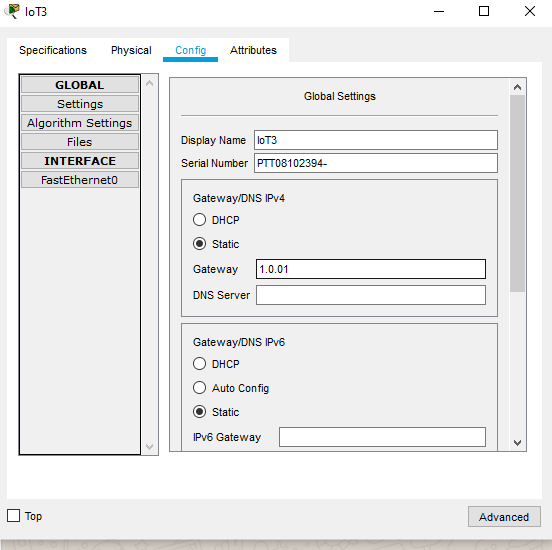 IoT3
Specifications Physical Config Attributes
GLOBAL
Settings
Algorithm Settings
Files
INTERFACE
FastEthernet0
Global Settings
Display Name IoT3
Serial Number PTT08102394-
Gateway/DNS IPv4
DHCP
Static
Gateway 1.0.01
DNS Server
Gateway/DNS IPv6
DHCP
Auto Config
Static
IPv6 Gateway
Top Advanced